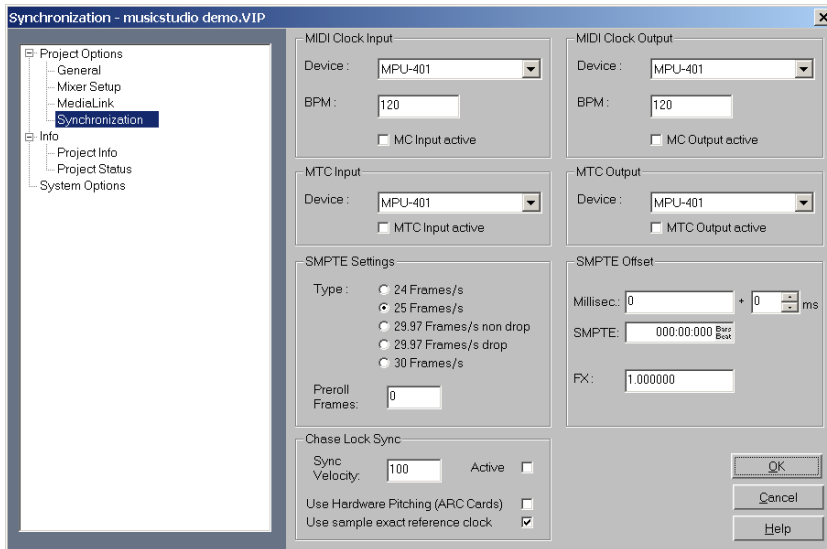 Synchronization - musicstudio demo.VIP
Project Options
General
Mixer Setup
MediaLink
Synchronization
Info
Project Info
Project Status
System Options
MIDI Clock Input
Device :
MPU-401
BPM :
120
MC Input active
MIDI Clock Output
Device :
MPU-401
BPM :
120
MC Output active
MTC Input
Device :
MPU-401
MTC Input active
MTC Output
Device :
MPU-401
MTC Output active
SMPTE Settings
Type :
24 Frames/s
25 Frames/s
29.97 Frames/s non drop
29.97 Frames/s drop
30 Frames/s
Preroll
Frames:
0
SMPTE Offset
Millisec.: 0 + 0 ms
SMPTE: 000:00:000 Bars Beat
FX : 1.000000
Chase Lock Sync
Sync
Velocity:
100
Active
Use Hardware Pitching (ARC Cards)
Use sample exact reference clock
OK
Cancel
Help